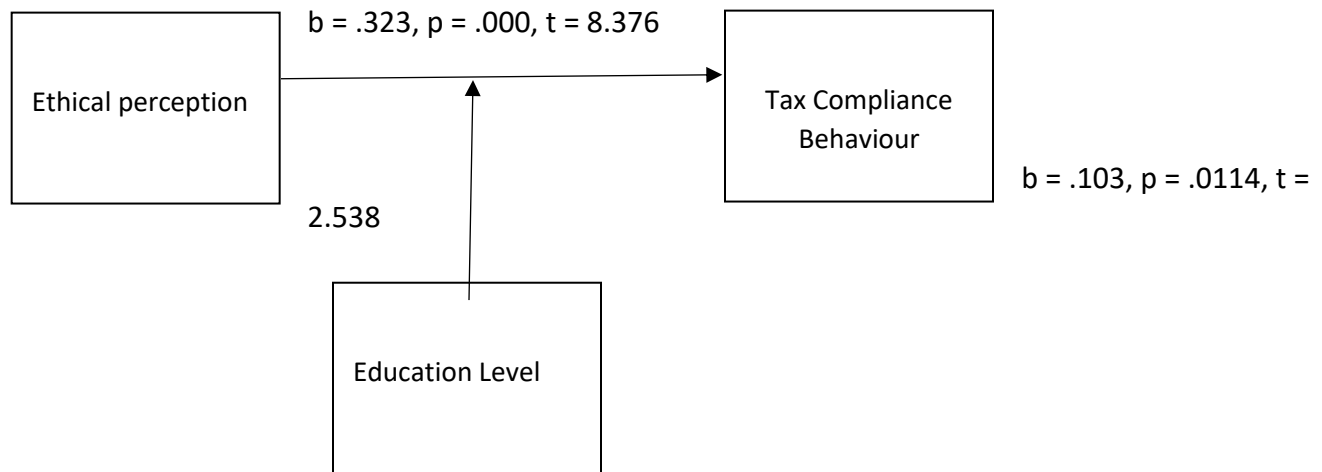 b = .323, p = .000, t = 8.376
Ethical perception
Tax Compliance
Behaviour
b = .103, p = .0114, t =
2.538
Education Level